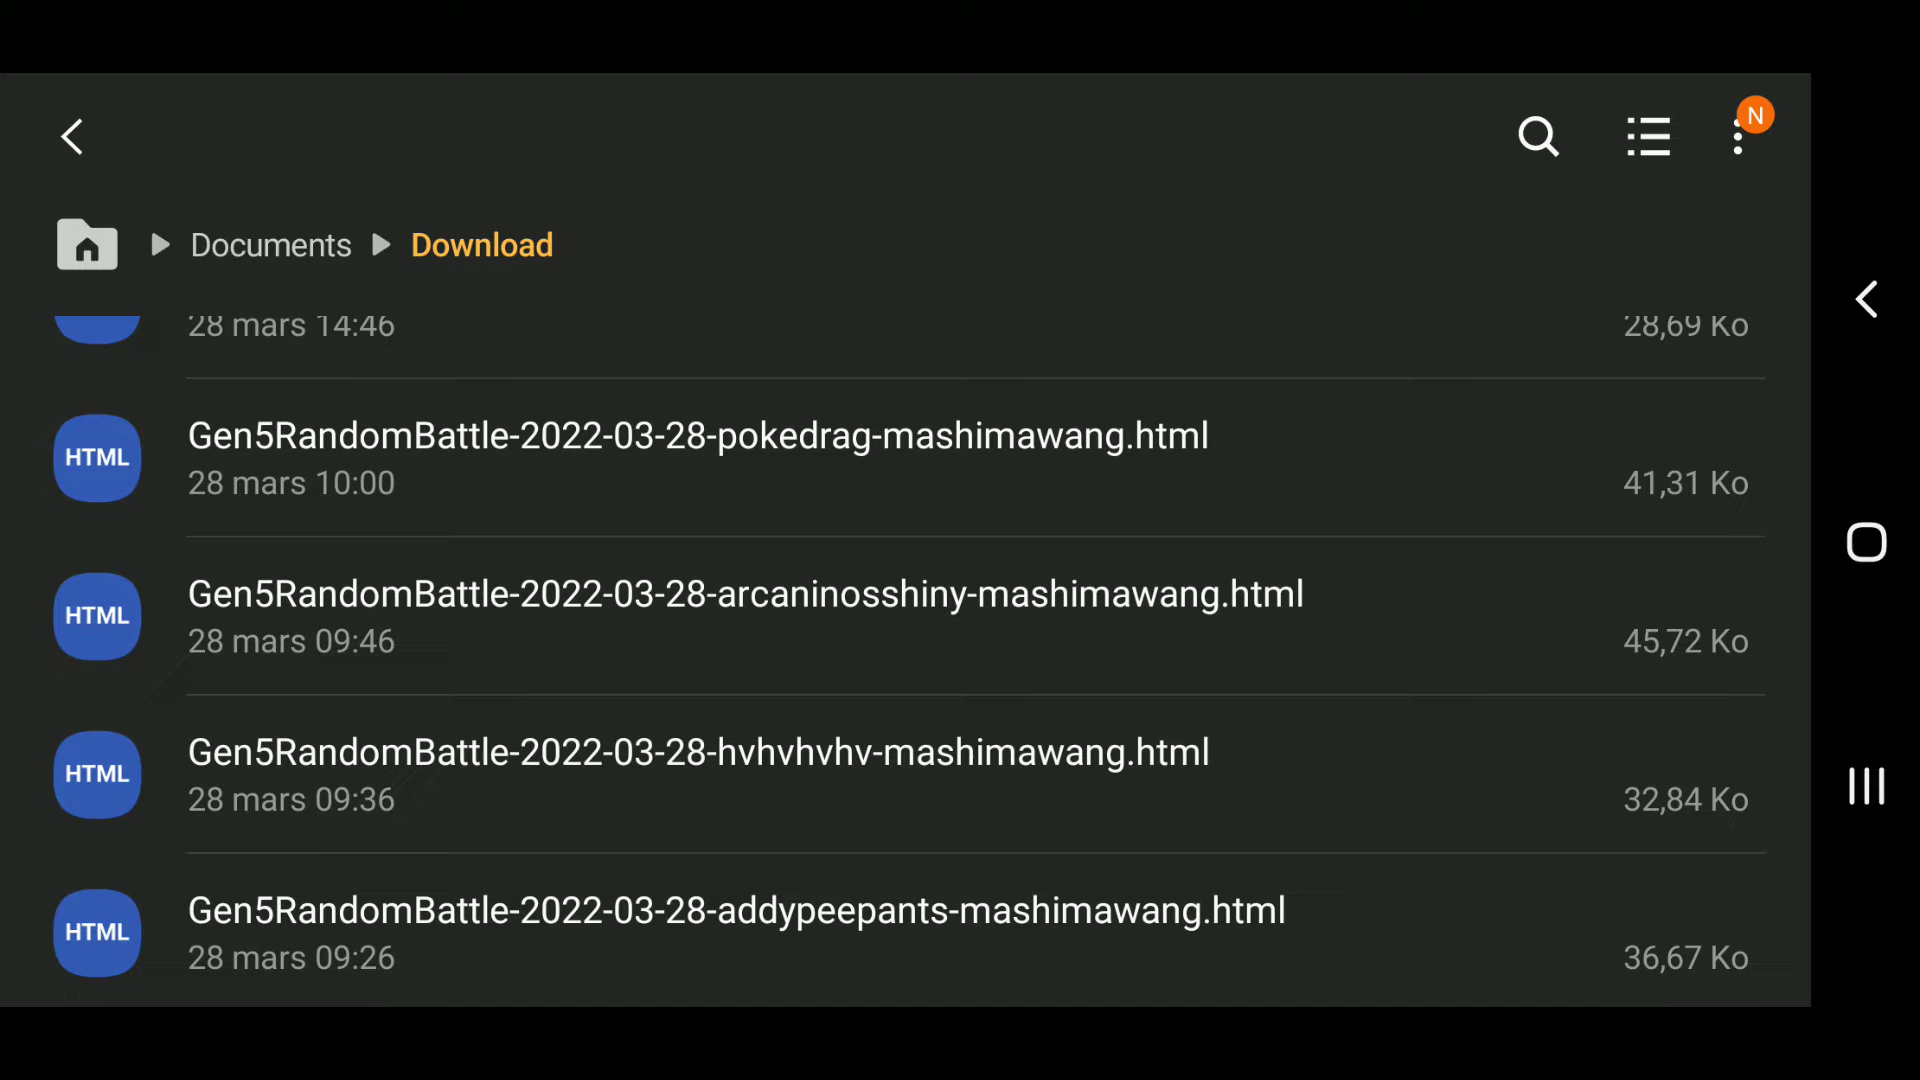 N
Documents Download
28 mars 14:46
28,69 Ko
HTML
Gen5RandomBattle-2022-03-28-pokedrag-mashimawang.html
28 mars 10:00
41,31 Ko
HTML
Gen5RandomBattle-2022-03-28-arcaninosshiny-mashimawang.html
28 mars 09:46
45,72 Ko
HTML
Gen5RandomBattle-2022-03-28-hvhvhvhv-mashimawang.html
28 mars 09:36
32,84 Ko
HTML
Gen5RandomBattle-2022-03-28-addypeepants-mashimawang.html
28 mars 09:26
36,67 Ko